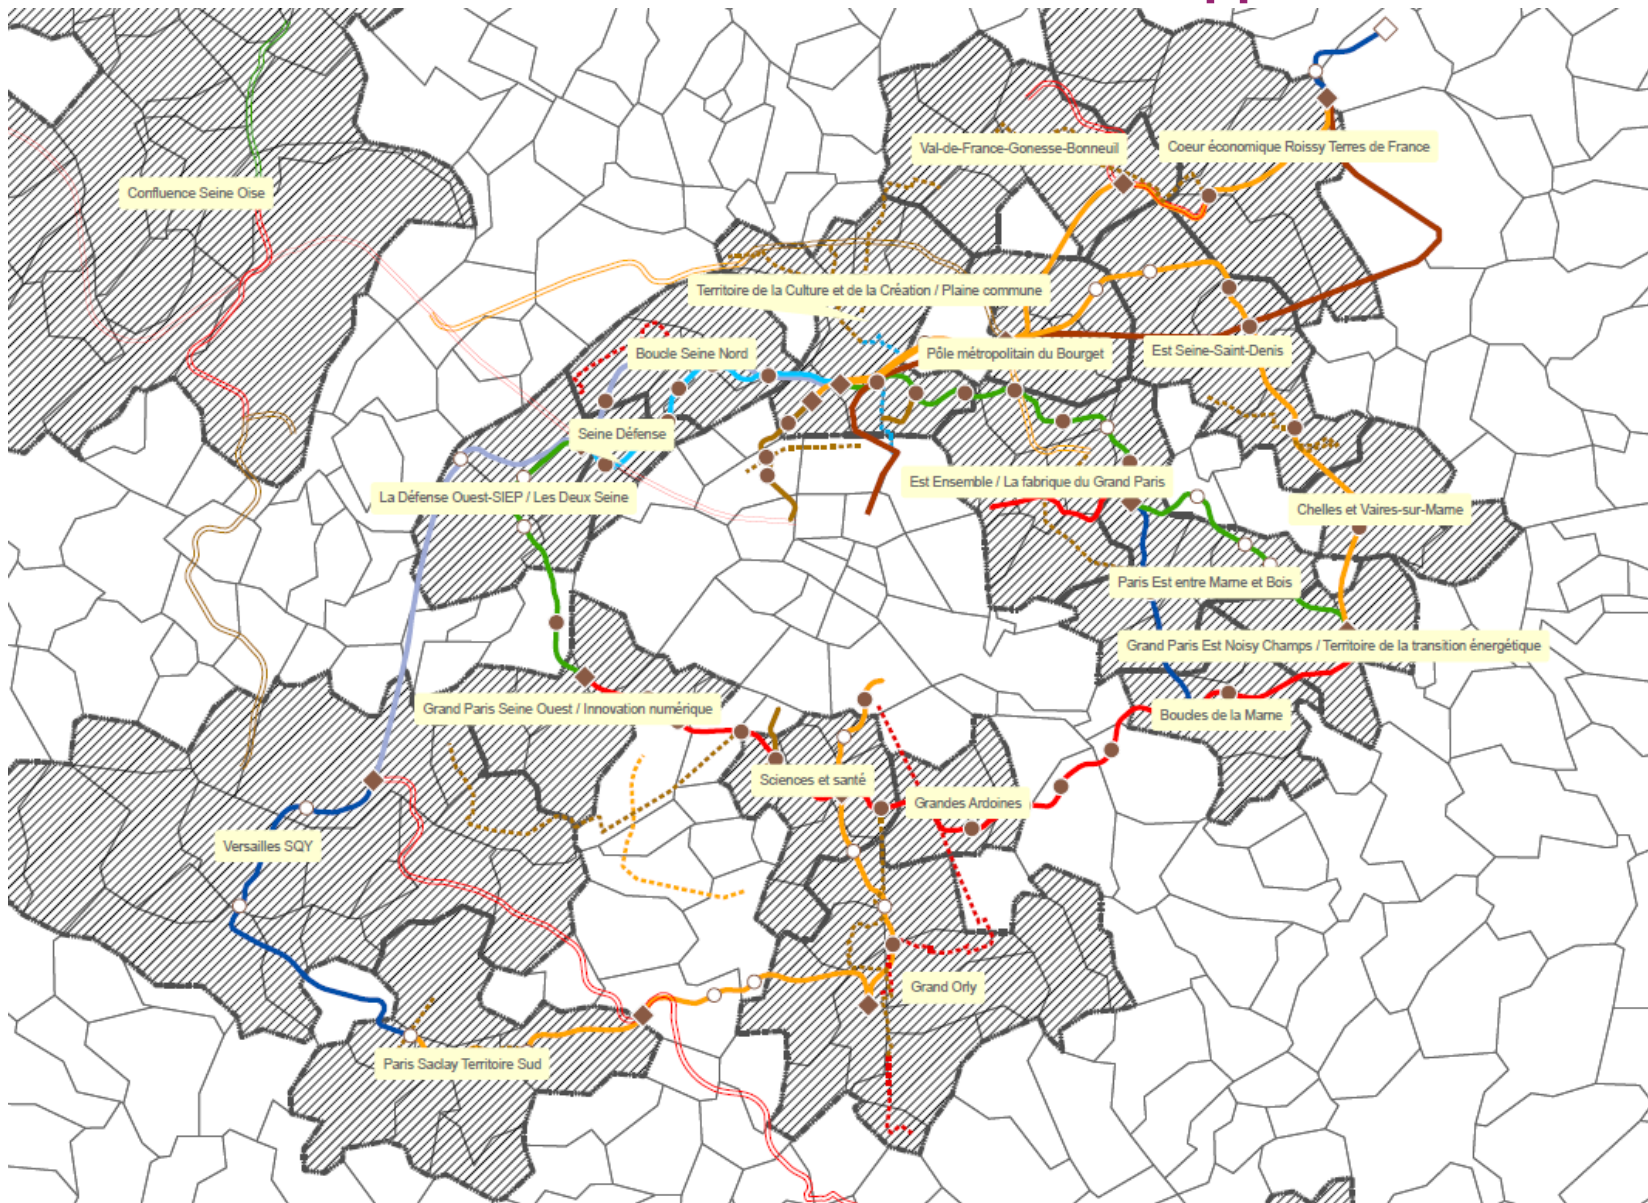 Val-de-France-Gonesse-Bonneuil
Coeur économique Roissy Terres de France
Confluence Seine Oise
Territoire de la Culture et de la Création / Plaine commune
Boucle Seine Nord
Pôle métropolitain du Bourget
Est Seine-Saint-Denis
Seine Défense
La Défense Ouest-SIEP / Les Deux Seine
Est Ensemble / La fabrique du Grand Paris
Chelles et Vaires-sur-Marne
Paris Est entre Marne et Bois
Grand Paris Est Noisy Champs / Territoire de la transition énergétique
Grand Paris Seine Ouest / Innovation numérique
Boucles de la Marne
Sciences et santé
Grandes Ardoines
Versailles SQY
Grand Orly
Paris Saclay Territoire Sud